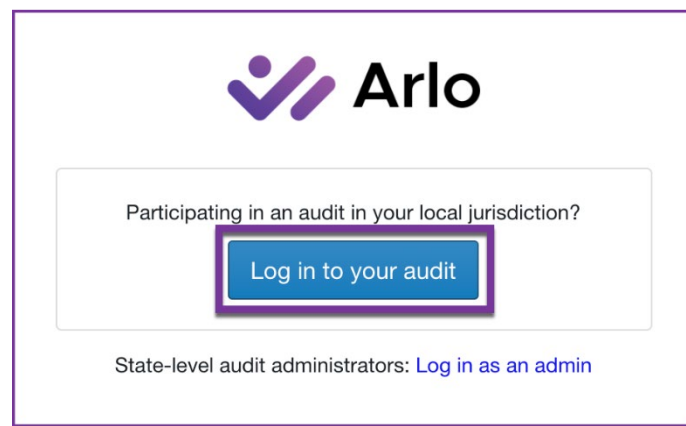 Arlo
Participating in an audit in your local jurisdiction?
Log in to your audit
State-level audit administrators: Log in as an admin